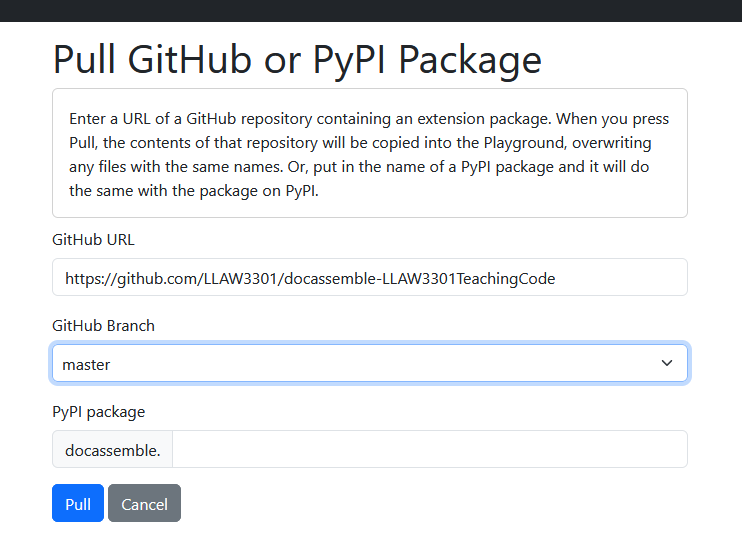 Pull GitHub or PyPI Package
Enter a URL of a GitHub repository containing an extension package. When you press
Pull, the contents of that repository will be copied into the Playground, overwriting
any files with the same names. Or, put in the name of a PyPI package and it will do
the same with the package on PyPI.
GitHub URL
https://github.com/LLAW3301/docassemble-LLAW3301TeachingCode
GitHub Branch
master
PyPI package
docassemble.
Pull Cancel